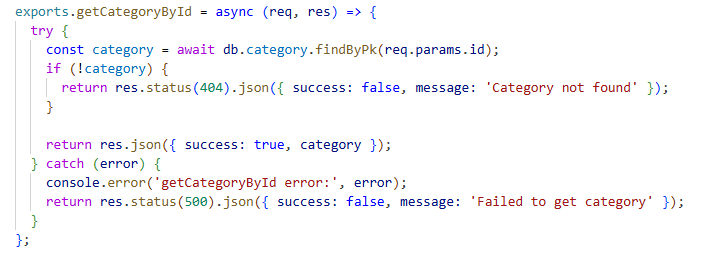 exports.getCategoryById = async (req, res) => {
  try {
    const category = await db.category.findByPk(req.params.id);
    if (!category) {
      return res.status(404).json({ success: false, message: 'Category not found' });
    }

    return res.json({ success: true, category });
  } catch (error) {
    console.error('getCategoryById error:', error);
    return res.status(500).json({ success: false, message: 'Failed to get category' });
  }
};